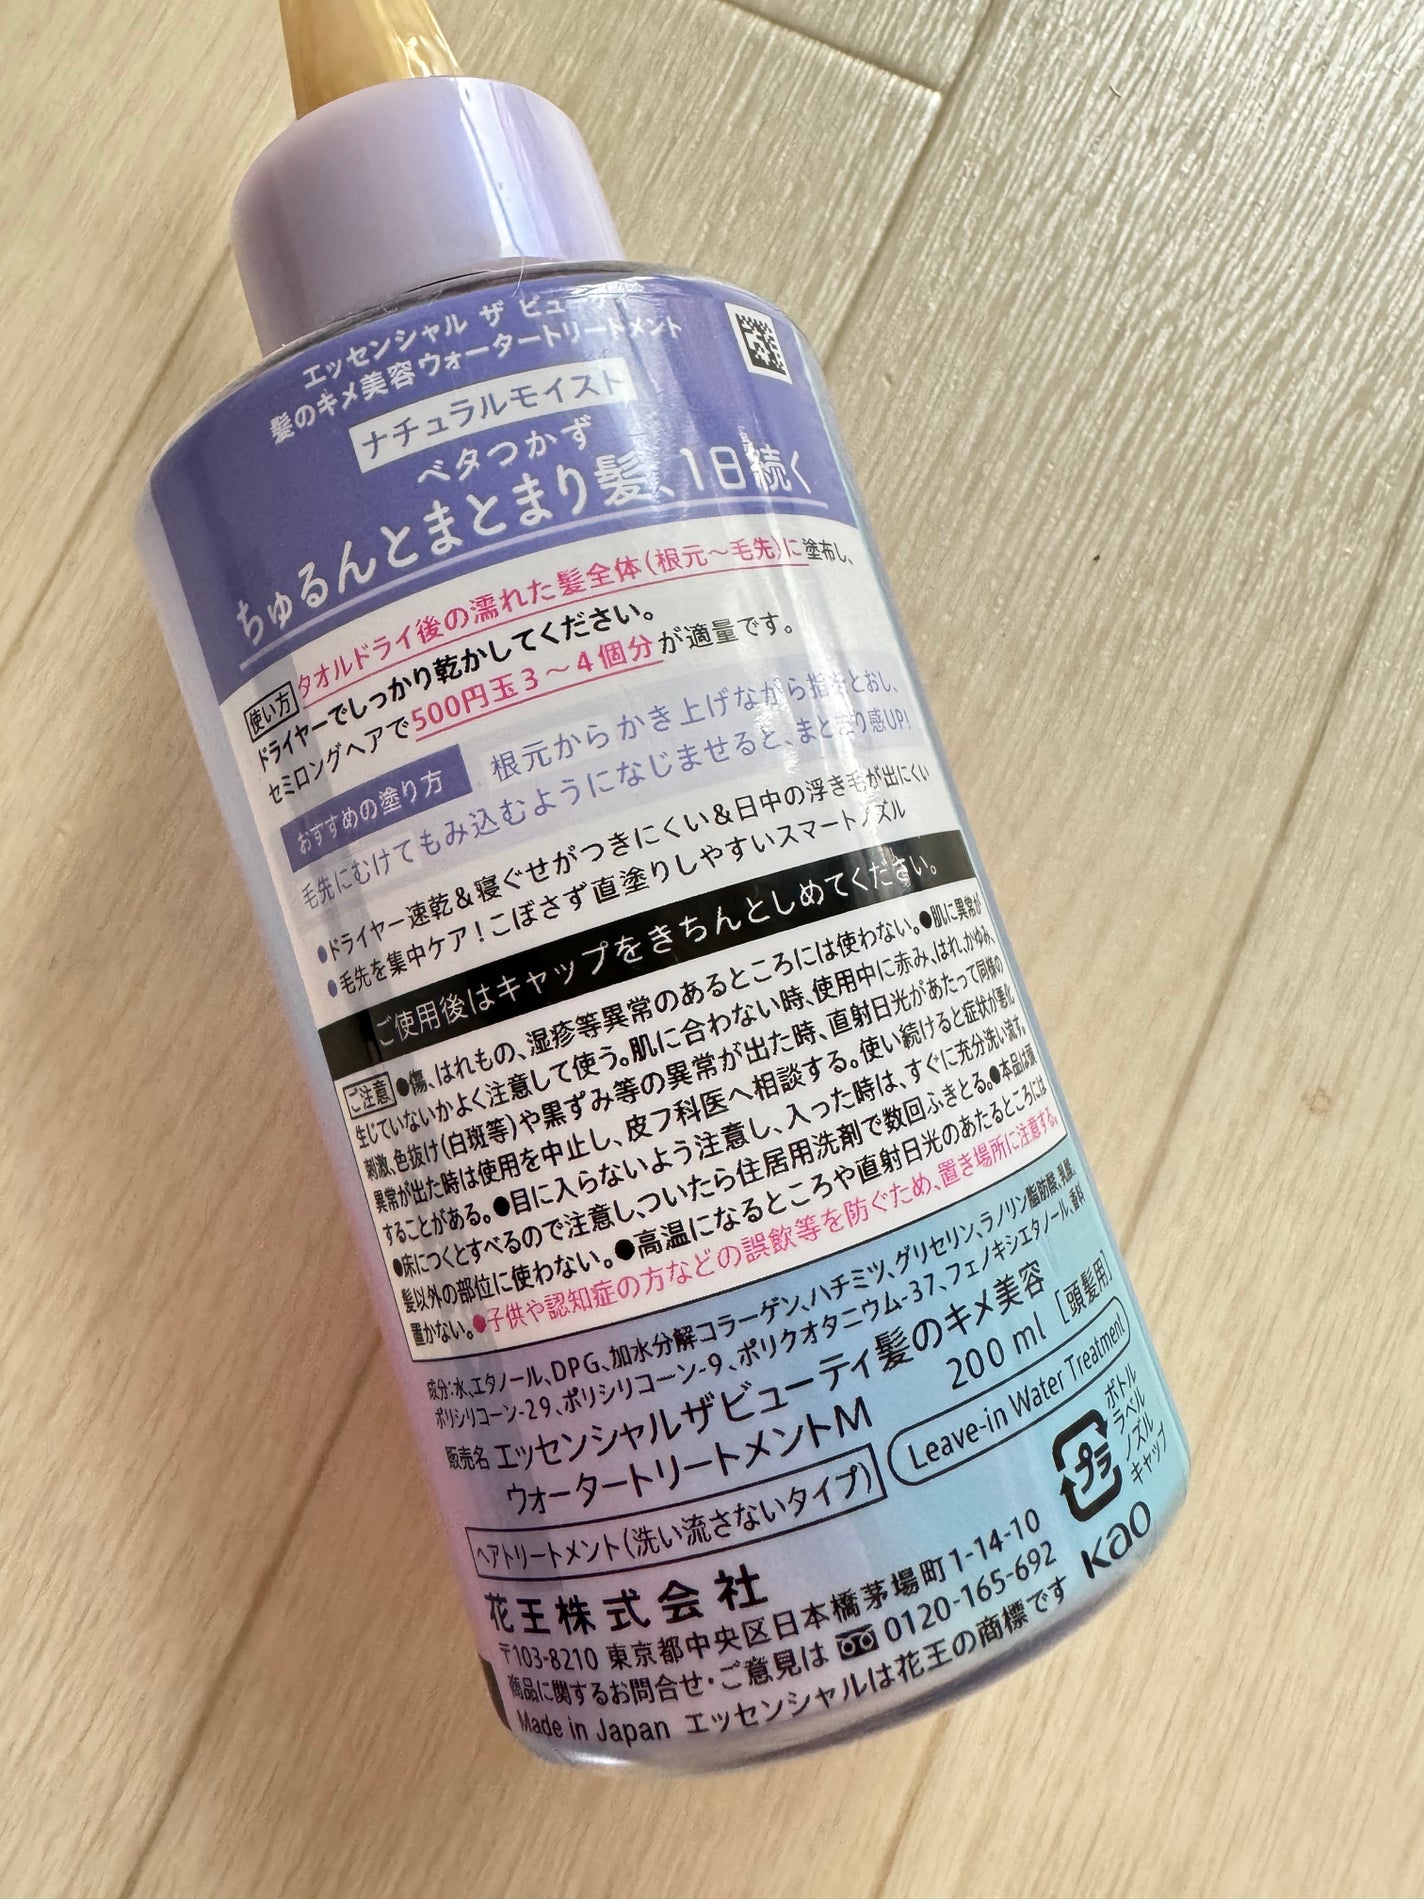 エッセンシャル ザ ビュー
髪のキメ美容ウォータートリートメント
ナチュラルモイスト
ベタつかず
ちゅるんとまとまり髪、1日続く
使い方 タオルドライ後の濡れた髪全体(根元〜毛先)に塗布し、
ドライヤーでしっかり乾かしてください。
セミロングヘアで500円玉3〜4個分が適量です。
おすすめの塗り方 根元からかき上げながら指をとおし、
毛先にむけてもみ込むようになじませると、まとまり感UP!
●ドライヤー速乾&寝ぐせがつきにくい&日中の浮き毛が出にくい
●毛先を集中ケア!こぼさず直塗りしやすいスマートノズル
ご使用後はキャップをきちんとしめてください。
ご注意 ●傷、はれもの、湿疹等異常のあるところには使わない。●肌に異常が
生じていないかよく注意して使う。肌に合わない時、使用中に赤み、はれ、かゆみ、
刺激、色抜け(白斑等)や黒ずみ等の異常が出た時、直射日光があたって同様の
異常が出た時は使用を中止し、皮フ科医へ相談する。使い続けると症状が悪化
することがある。●目に入らないよう注意し、入った時は、すぐに充分洗い流す。
●床につくとすべるので注意し、ついたら住居用洗剤で数回ふきとる。●本品は頭
髪以外の部位に使わない。●高温になるところや直射日光のあたるところには
置かない。●子供や認知症の方などの誤飲等を防ぐため、置き場所に注意する。
成分:水、エタノール、DPG、加水分解コラーゲン、ハチミツ、グリセリン、ラノリン脂肪酸、乳酸、
ポリシリコーン-29、ポリシリコーン-9、ポリクオタニウム-37、フェノキシエタノール、香料
販売名 エッセンシャルザビューティ髪のキメ美容
ウォータートリートメントM 200 ml [頭髪用]
ヘアトリートメント(洗い流さないタイプ) Leave-in Water Treatment
プラ
ボトル
ラベル
ノズル
キャップ
花王株式会社
〒103-8210 東京都中央区日本橋茅場町1-14-10
商品に関するお問合せ・ご意見は 0120-165-692
Made in Japan エッセンシャルは花王の商標です
Kao